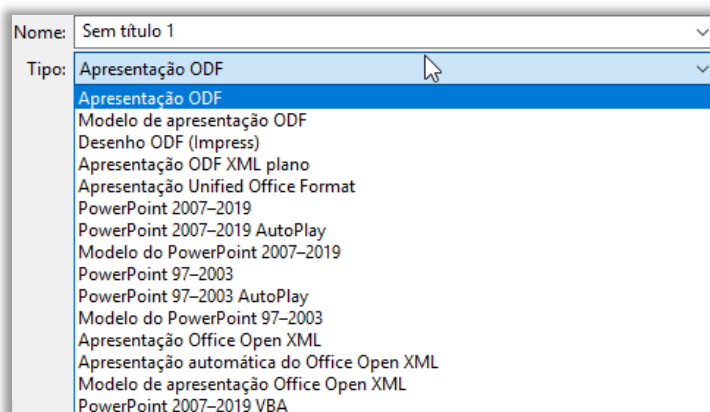 Nome: Sem título 1
Tipo: Apresentação ODF
Apresentação ODF
Modelo de apresentação ODF
Desenho ODF (Impress)
Apresentação ODF XML plano
Apresentação Unified Office Format
PowerPoint 2007–2019
PowerPoint 2007–2019 AutoPlay
Modelo do PowerPoint 2007–2019
PowerPoint 97–2003
PowerPoint 97–2003 AutoPlay
Modelo do PowerPoint 97–2003
Apresentação Office Open XML
Apresentação automática do Office Open XML
Modelo de apresentação Office Open XML
PowerPoint 2007–2019 VBA